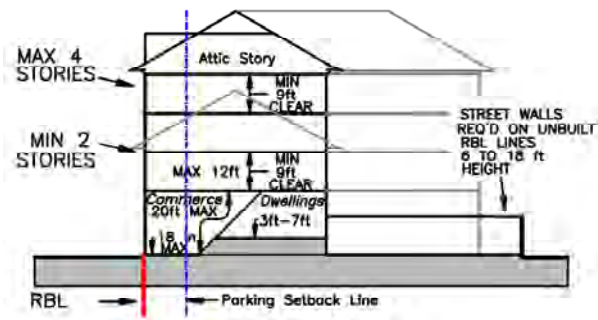 Attic Story
MAX 4
STORIES
MIN
9ft
CLEAR
STREET WALLS
REQ'D ON UNBUILT
RBL LINES
6 TO 18 ft
HEIGHT
MIN 2
STORIES
MAX 12ft
MIN
9ft
CLEAR
Commerce
20ft MAX
Dwellings
3ft-7ft
MAX
RBL
Parking Setback Line